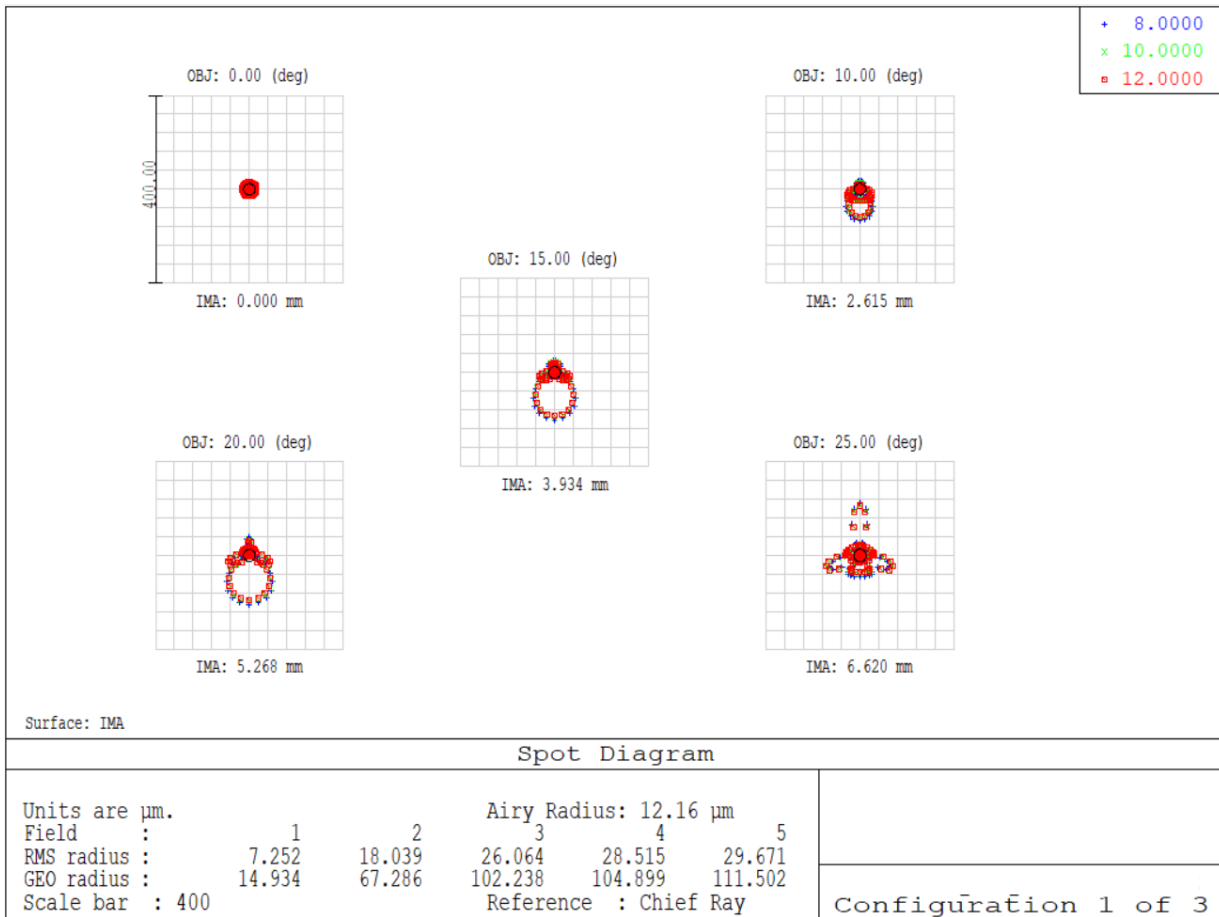 + 8.0000
× 10.0000
12.0000
OBJ: 0.00 (deg)
OBJ: 10.00 (deg)
400.00
IMA: 0.000 mm
IMA: 2.615 mm
OBJ: 15.00 (deg)
IMA: 3.934 mm
OBJ: 20.00 (deg)
OBJ: 25.00 (deg)
IMA: 5.268 mm
IMA: 6.620 mm
Surface: IMA
Spot Diagram
Units are µm. Airy Radius: 12.16 µm
Field : 1 2 3 4 5
RMS radius : 7.252 18.039 26.064 28.515 29.671
GEO radius : 14.934 67.286 102.238 104.899 111.502
Scale bar : 400 Reference : Chief Ray
Configuration 1 of 3